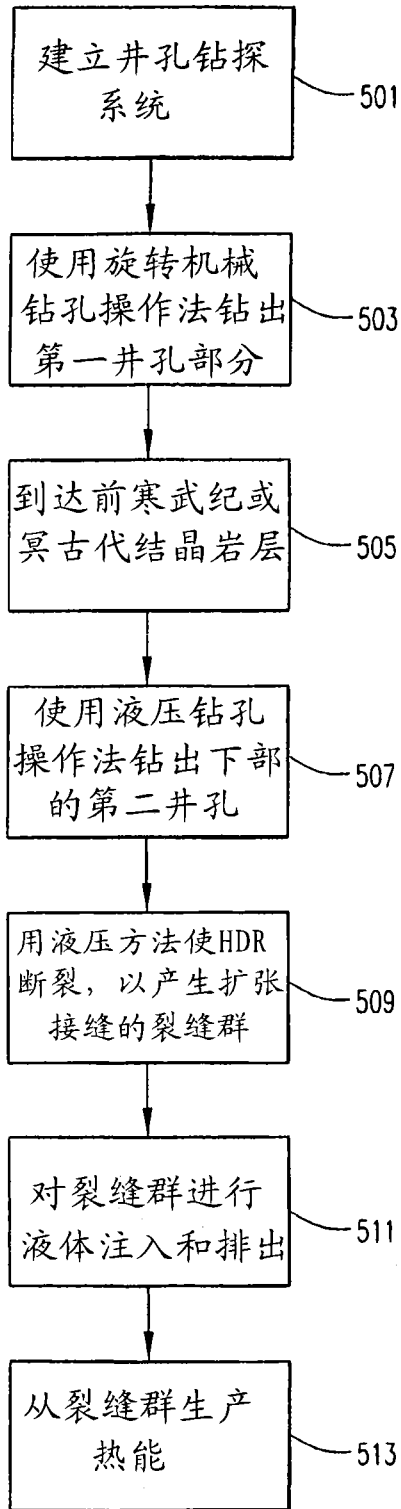 建立井孔钻探
系统
501
使用旋转机械
钻孔操作法钻出
第一井孔部分
503
到达前寒武纪或
冥古代结晶岩层
505
使用液压钻孔
操作法钻出下部
的第二井孔
507
用液压方法使HDR
断裂，以产生扩张
接缝的裂缝群
509
对裂缝群进行
液体注入和排出
511
从裂缝群生产
热能
513